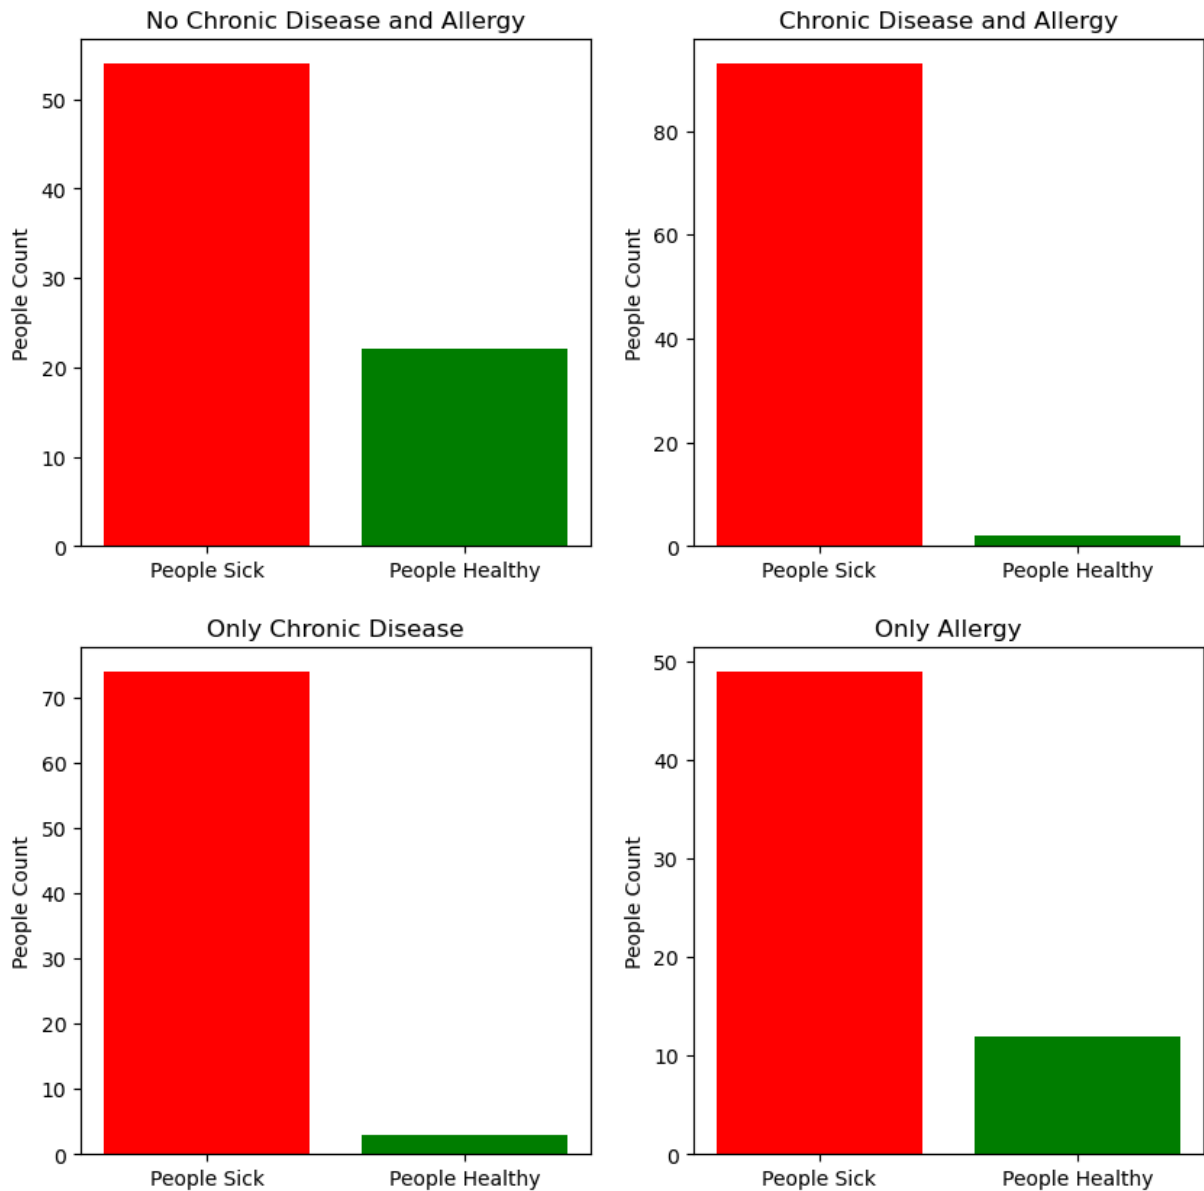 No Chronic Disease and Allergy
People Count
50
40
30
20
10
0
People Sick People Healthy
Chronic Disease and Allergy
People Count
80
60
40
20
0
People Sick People Healthy
Only Chronic Disease
People Count
70
60
50
40
30
20
10
0
People Sick People Healthy
Only Allergy
People Count
50
40
30
20
10
0
People Sick People Healthy